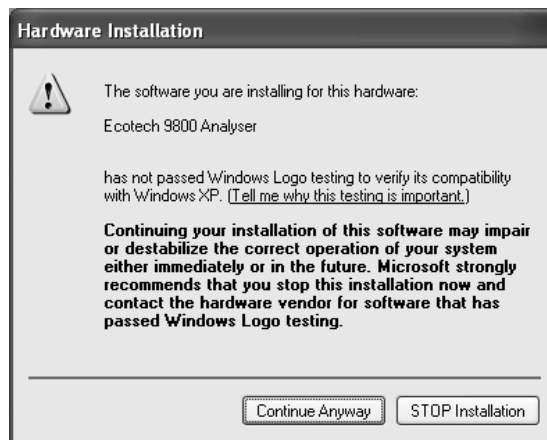 Hardware Installation
The software you are installing for this hardware:
Ecotech 9800 Analyser
has not passed Windows Logo testing to verify its compatibility
with Windows XP. (Tell me why this testing is important.)
Continuing your installation of this software may impair
or destabilize the correct operation of your system
either immediately or in the future. Microsoft strongly
recommends that you stop this installation now and
contact the hardware vendor for software that has
passed Windows Logo testing.
Continue Anyway
STOP Installation